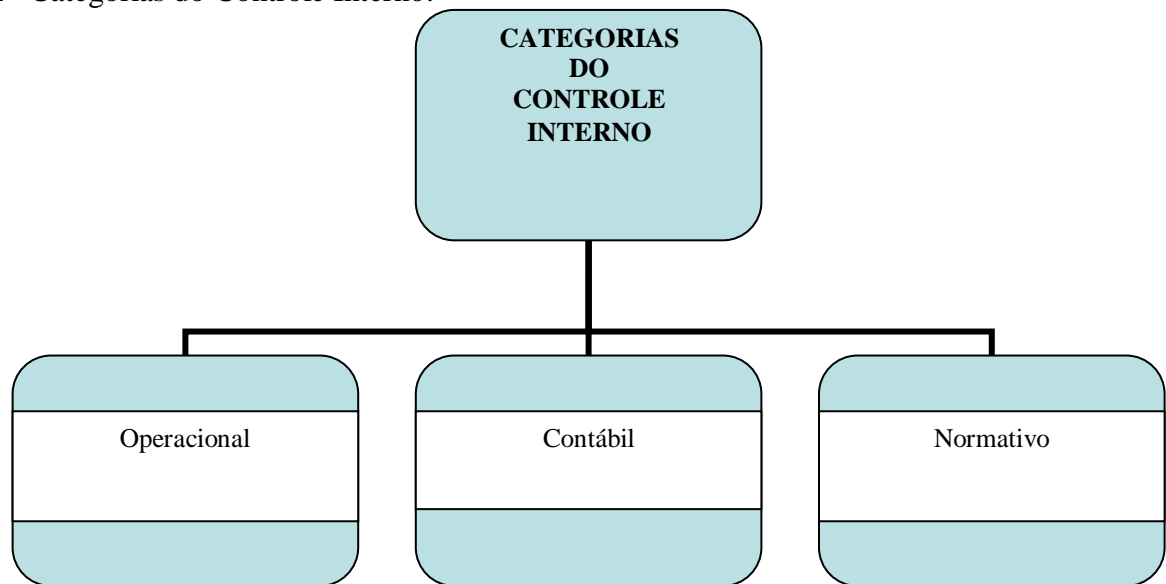 Categorias do Controle Interno:
CATEGORIAS
DO
CONTROLE
INTERNO
Operacional
Contábil
Normativo